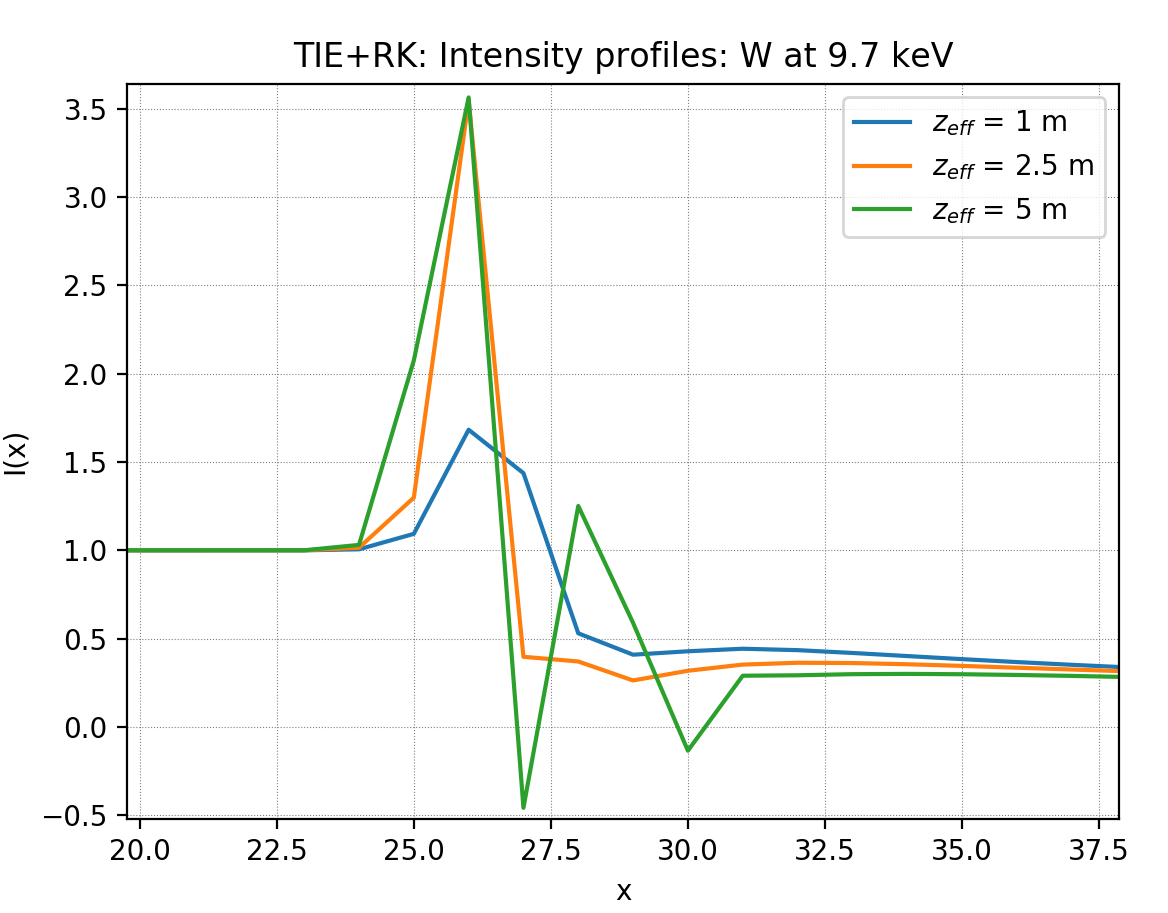 TIE+RK: Intensity profiles: W at 9.7 keV
z_eff = 1 m
z_eff = 2.5 m
z_eff = 5 m
I(x)
3.5
3.0
2.5
2.0
1.5
1.0
0.5
0.0
−0.5
20.0 22.5 25.0 27.5 30.0 32.5 35.0 37.5
x